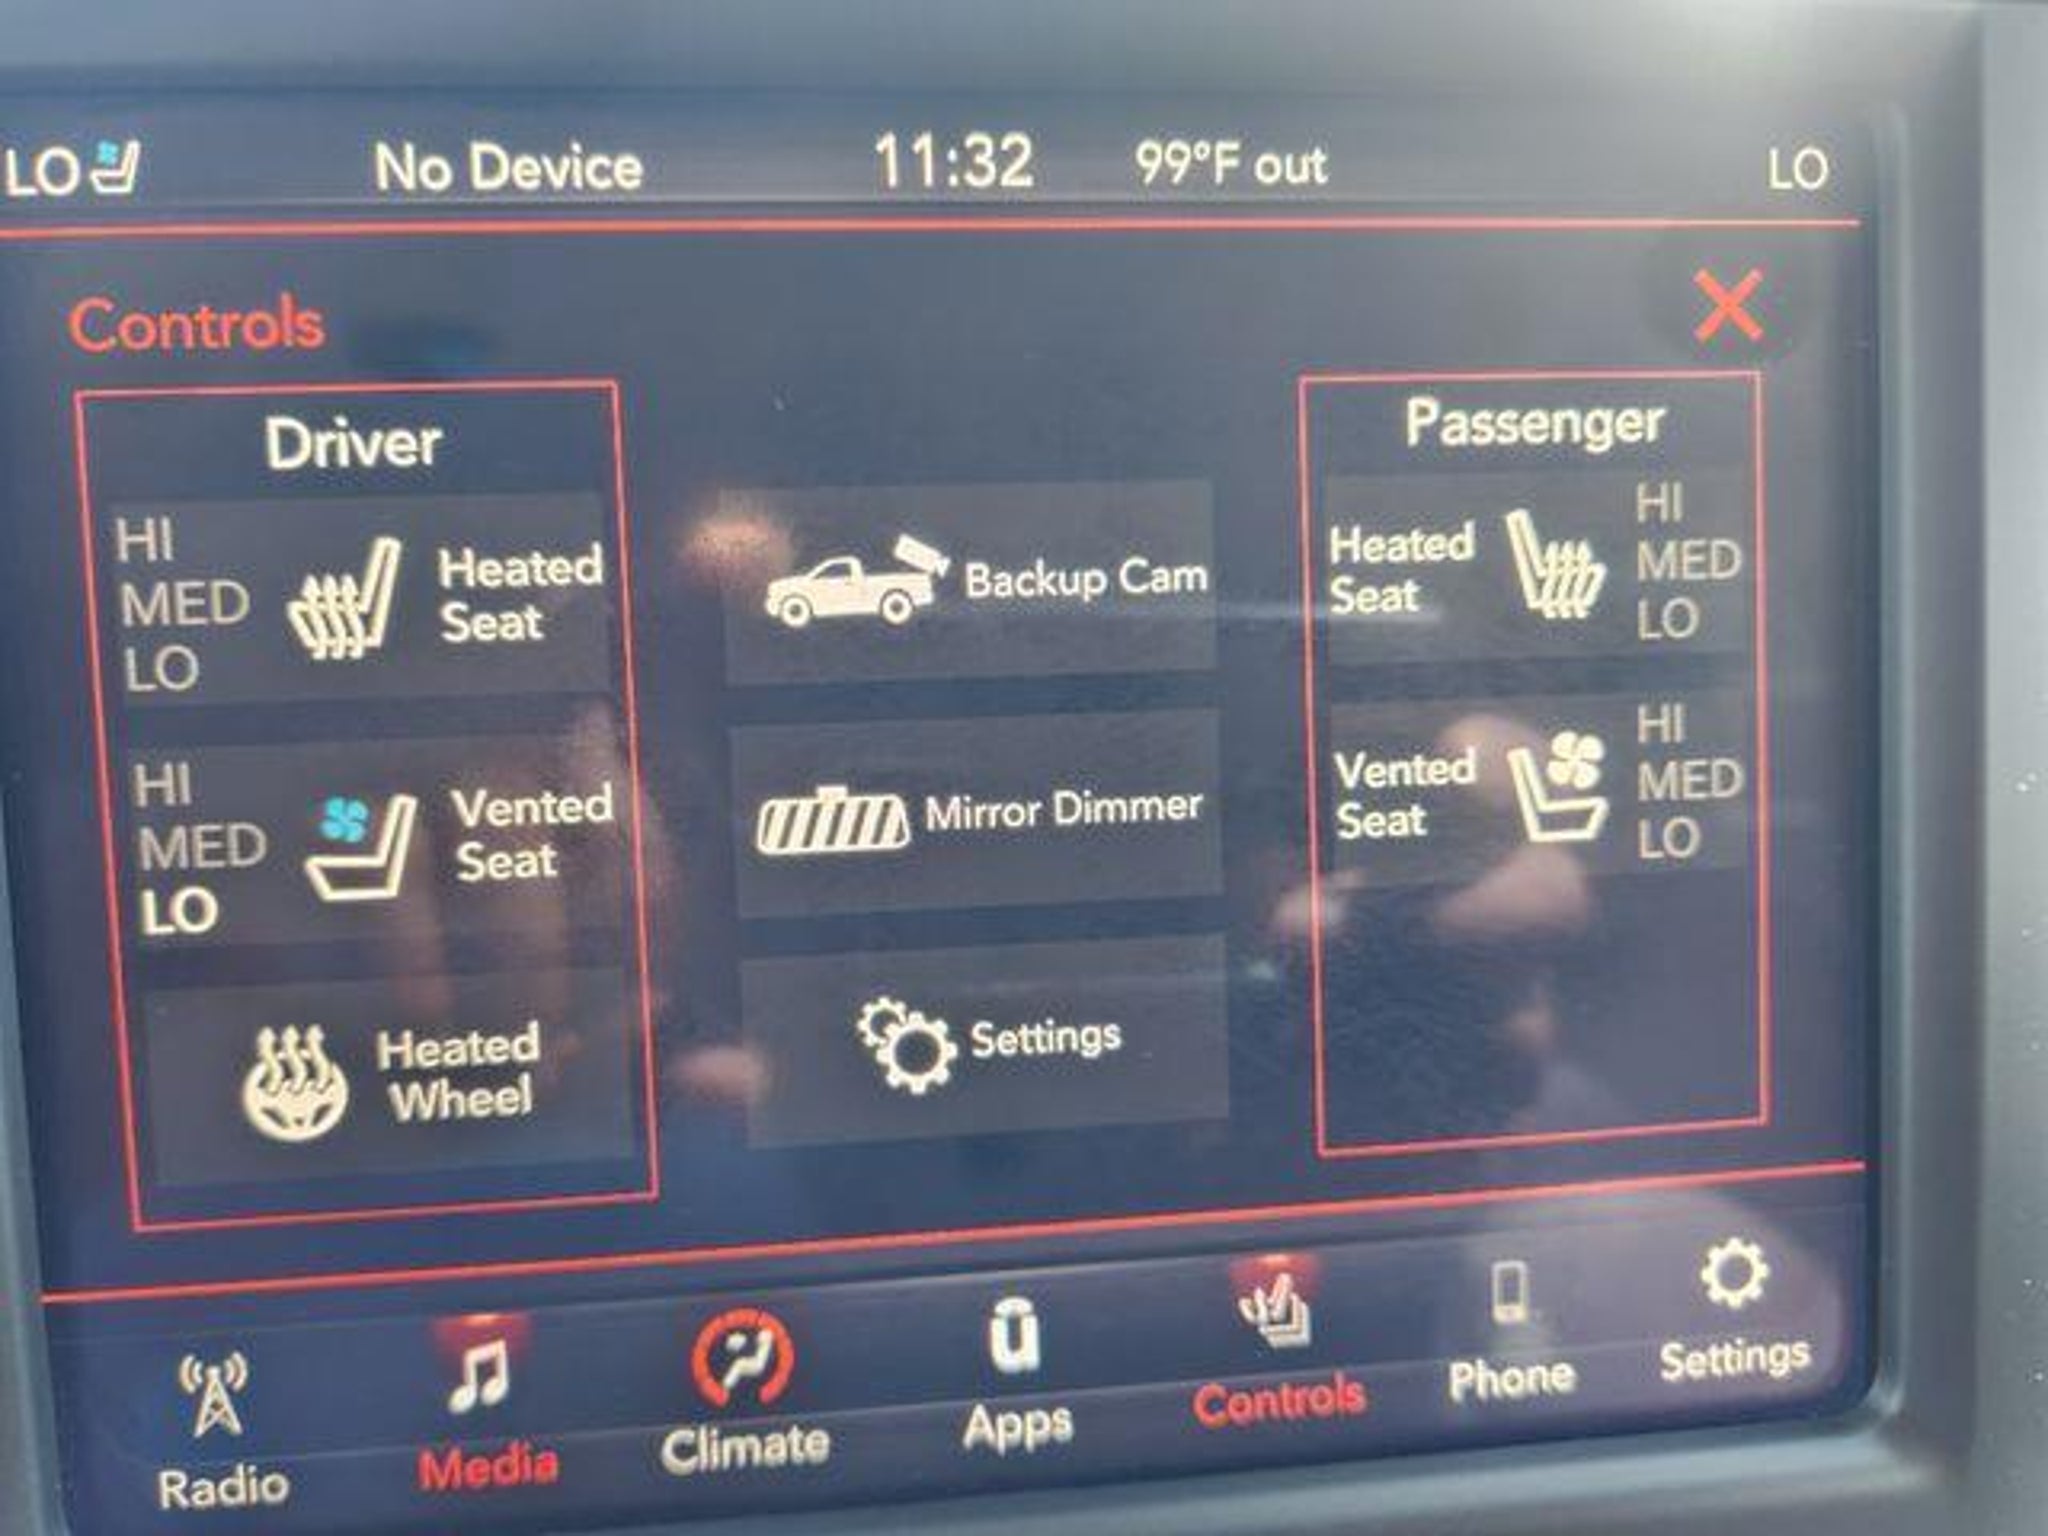 LO No Device 11:32 99°F out LO
Controls
Driver
HI
MED
LO
Heated
Seat
HI
MED
LO
Vented
Seat
Heated
Wheel
Backup Cam
Mirror Dimmer
Settings
Passenger
Heated
Seat
HI
MED
LO
Vented
Seat
HI
MED
LO
Radio Media Climate Apps Controls Phone Settings